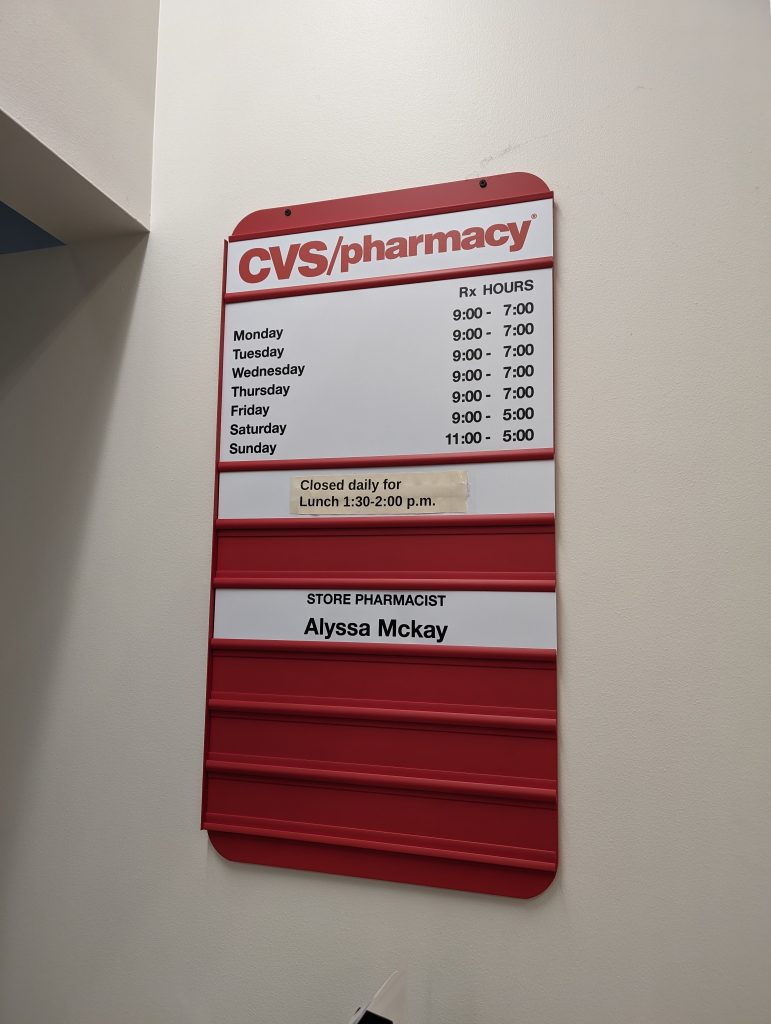 CVS/pharmacy®
Rx HOURS
Monday 9:00 - 7:00
Tuesday 9:00 - 7:00
Wednesday 9:00 - 7:00
Thursday 9:00 - 7:00
Friday 9:00 - 7:00
Saturday 9:00 - 5:00
Sunday 11:00 - 5:00
Closed daily for
Lunch 1:30-2:00 p.m.
STORE PHARMACIST
Alyssa Mckay